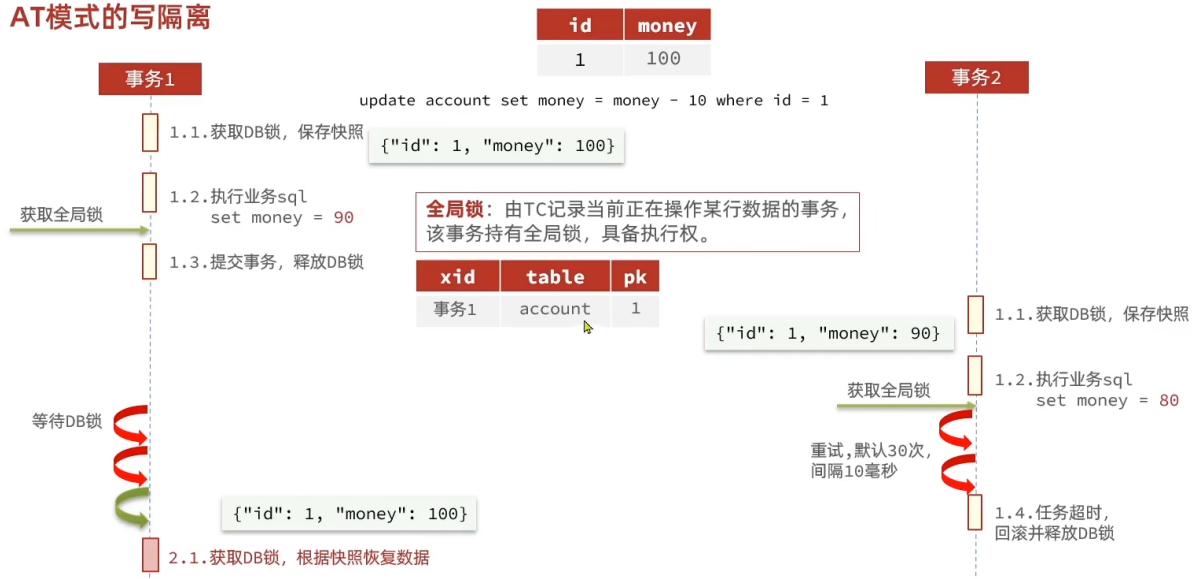 AT模式的写隔离
id money
1 100
事务1
事务2
update account set money = money - 10 where id = 1
1.1.获取DB锁，保存快照
{"id": 1, "money": 100}
1.2.执行业务sql
set money = 90
获取全局锁
全局锁：由TC记录当前正在操作某行数据的事务，
该事务持有全局锁，具备执行权。
1.3.提交事务，释放DB锁
xid table pk
事务1 account 1
1.1.获取DB锁，保存快照
{"id": 1, "money": 90}
1.2.执行业务sql
set money = 80
获取全局锁
等待DB锁
重试,默认30次，
间隔10毫秒
{"id": 1, "money": 100}
1.4.任务超时，
回滚并释放DB锁
2.1.获取DB锁，根据快照恢复数据